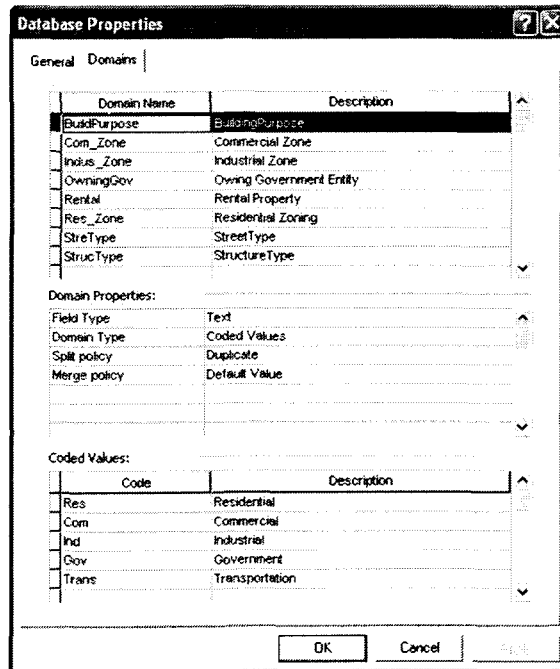 Database Properties
General Domains
Domain Name Description
BuildPurpose BuildingPurpose
Com_Zone Commercial Zone
Indus_Zone Industrial Zone
OwningGov Owing Government Entity
Rental Rental Property
Res_Zone Residential Zoning
StreType StreetType
StrucType StructureType
Domain Properties:
Field Type Text
Domain Type Coded Values
Split policy Duplicate
Merge policy Default Value
Coded Values:
Code Description
Res Residential
Com Commercial
Ind Industrial
Gov Government
Trans Transportation
OK Cancel Apply